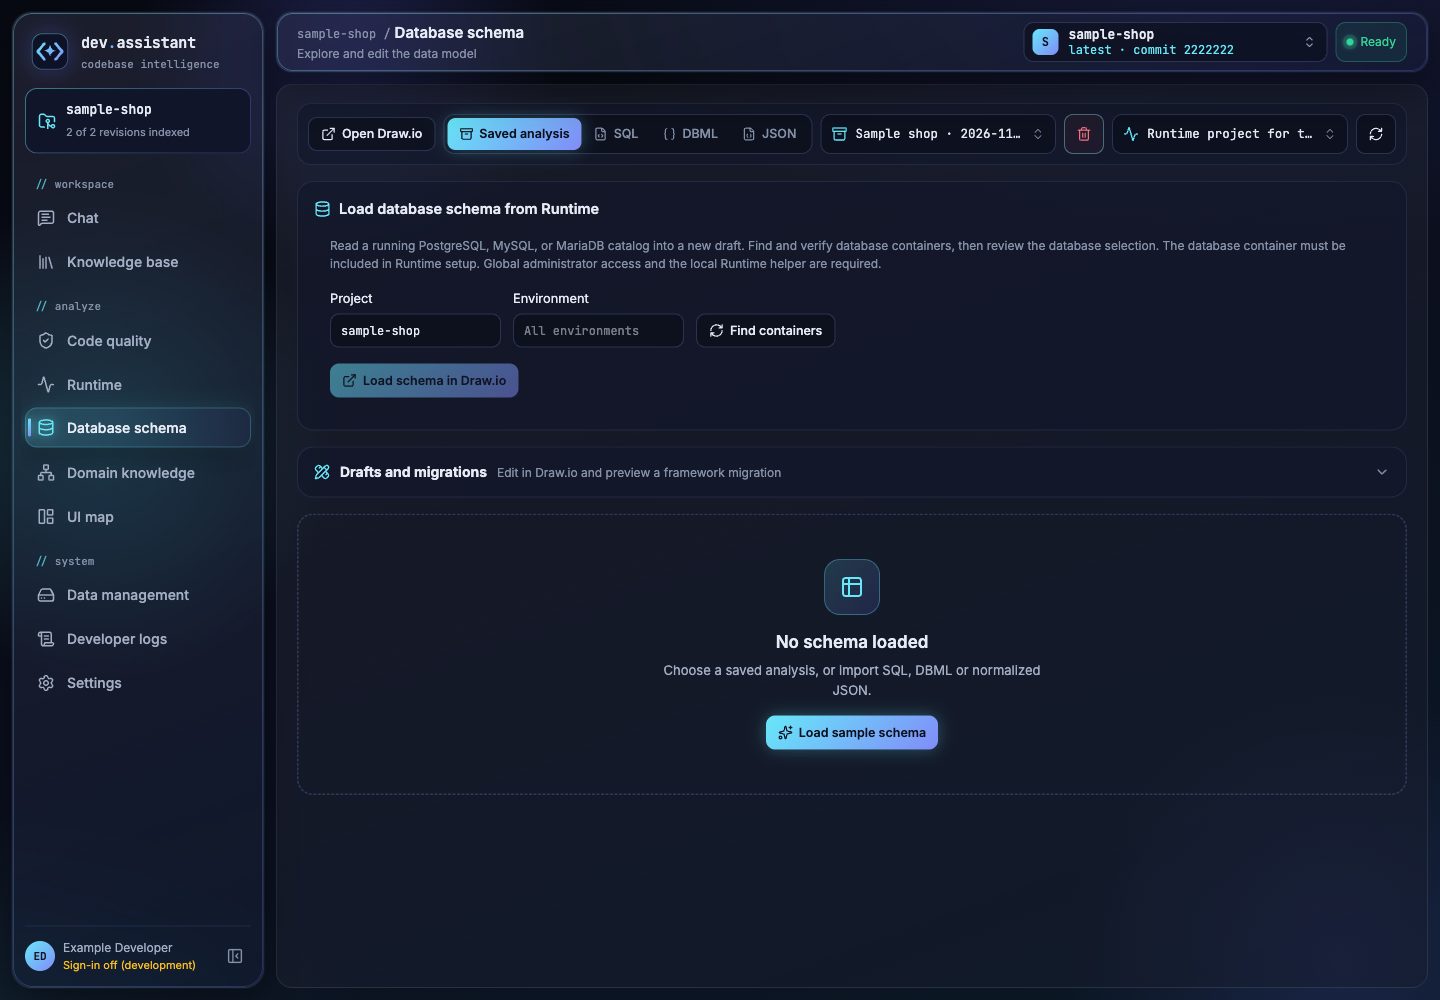 dev.assistant
codebase intelligence
sample-shop
2 of 2 revisions indexed
// workspace
Chat
Knowledge base
// analyze
Code quality
Runtime
Database schema
Domain knowledge
UI map
// system
Data management
Developer logs
Settings
ED
Example Developer
Sign-in off (development)
sample-shop / Database schema
Explore and edit the data model
S
sample-shop
latest · commit 2222222
Ready
Open Draw.io
Saved analysis
SQL
DBML
JSON
Sample shop · 2026-11…
Runtime project for t…
Load database schema from Runtime
Read a running PostgreSQL, MySQL, or MariaDB catalog into a new draft. Find and verify database containers, then review the database selection. The database container must be
included in Runtime setup. Global administrator access and the local Runtime helper are required.
Project
Environment
sample-shop
All environments
Find containers
Load schema in Draw.io
Drafts and migrations
Edit in Draw.io and preview a framework migration
No schema loaded
Choose a saved analysis, or import SQL, DBML or normalized
JSON.
Load sample schema